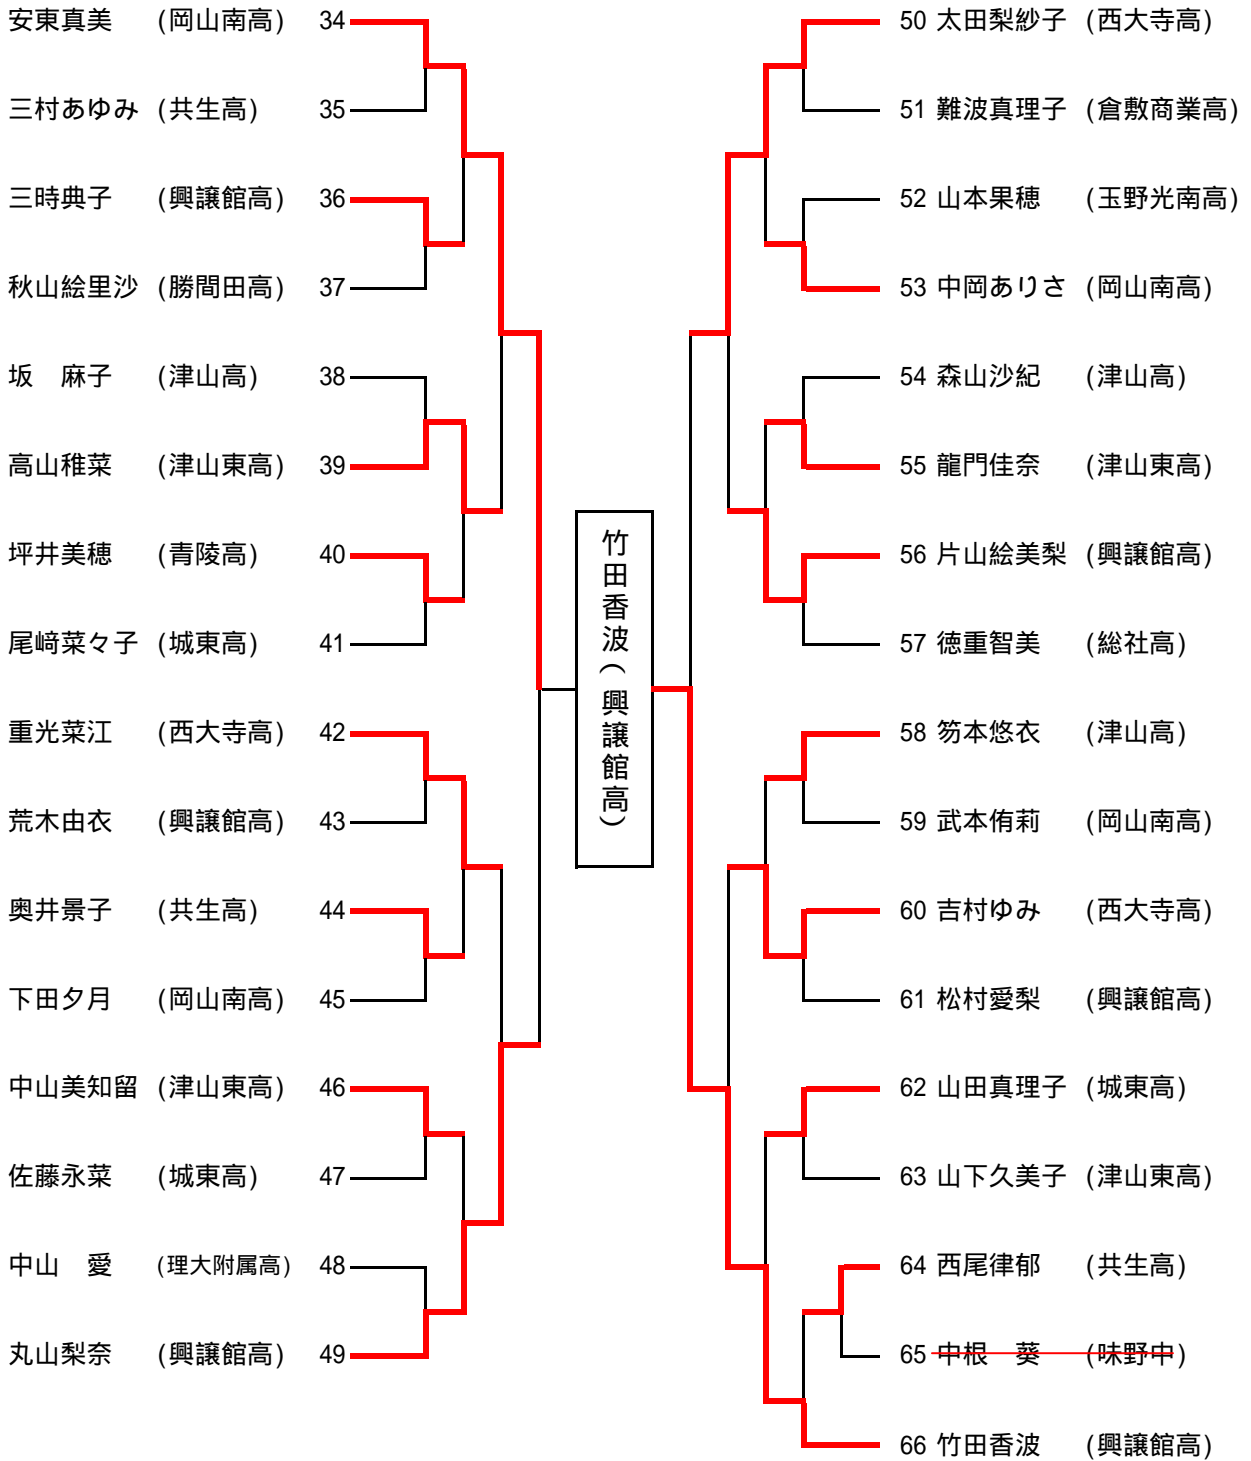 安東真美 (岡山南高) 34
三村あゆみ (共生高) 35
三時典子 (興譲館高) 36
秋山絵里沙 (勝間田高) 37
坂 麻子 (津山高) 38
高山稚菜 (津山東高) 39
坪井美穂 (青陵高) 40
尾﨑菜々子 (城東高) 41
重光菜江 (西大寺高) 42
荒木由衣 (興譲館高) 43
奥井景子 (共生高) 44
下田夕月 (岡山南高) 45
中山美知留 (津山東高) 46
佐藤永菜 (城東高) 47
中山 愛 (理大附属高) 48
丸山梨奈 (興譲館高) 49
竹田香波(興譲館高)
50 太田梨紗子 (西大寺高)
51 難波真理子 (倉敷商業高)
52 山本果穂 (玉野光南高)
53 中岡ありさ (岡山南高)
54 森山沙紀 (津山高)
55 龍門佳奈 (津山東高)
56 片山絵美梨 (興譲館高)
57 徳重智美 (総社高)
58 笏本悠衣 (津山高)
59 武本侑莉 (岡山南高)
60 吉村ゆみ (西大寺高)
61 松村愛梨 (興譲館高)
62 山田真理子 (城東高)
63 山下久美子 (津山東高)
64 西尾律郁 (共生高)
65 中根 葵 (味野中)
66 竹田香波 (興譲館高)